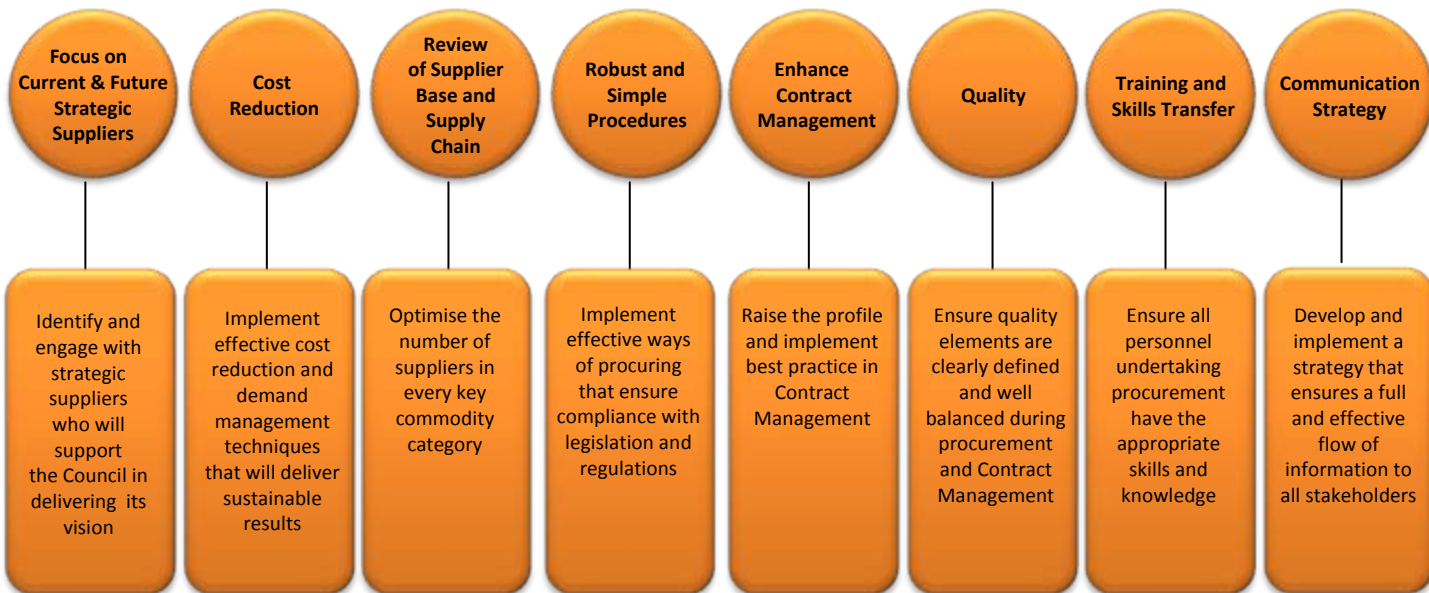 Focus on
Current & Future
Strategic
Suppliers
Cost
Reduction
Review
of Supplier
Base and
Supply
Chain
Robust and
Simple
Procedures
Enhance
Contract
Management
Quality
Training and
Skills Transfer
Communication
Strategy
Identify and
engage with
strategic
suppliers
who will
support
the Council in
delivering its
vision
Implement
effective cost
reduction and
demand
management
techniques
that will deliver
sustainable
results
Optimise the
number of
suppliers in
every key
commodity
category
Implement
effective ways
of procuring
that ensure
compliance with
legislation and
regulations
Raise the profile
and implement
best practice in
Contract
Management
Ensure quality
elements are
clearly defined
and well
balanced during
procurement
and Contract
Management
Ensure all
personnel
undertaking
procurement
have the
appropriate
skills and
knowledge
Develop and
implement a
strategy that
ensures a full
and effective
flow of
information to
all stakeholders